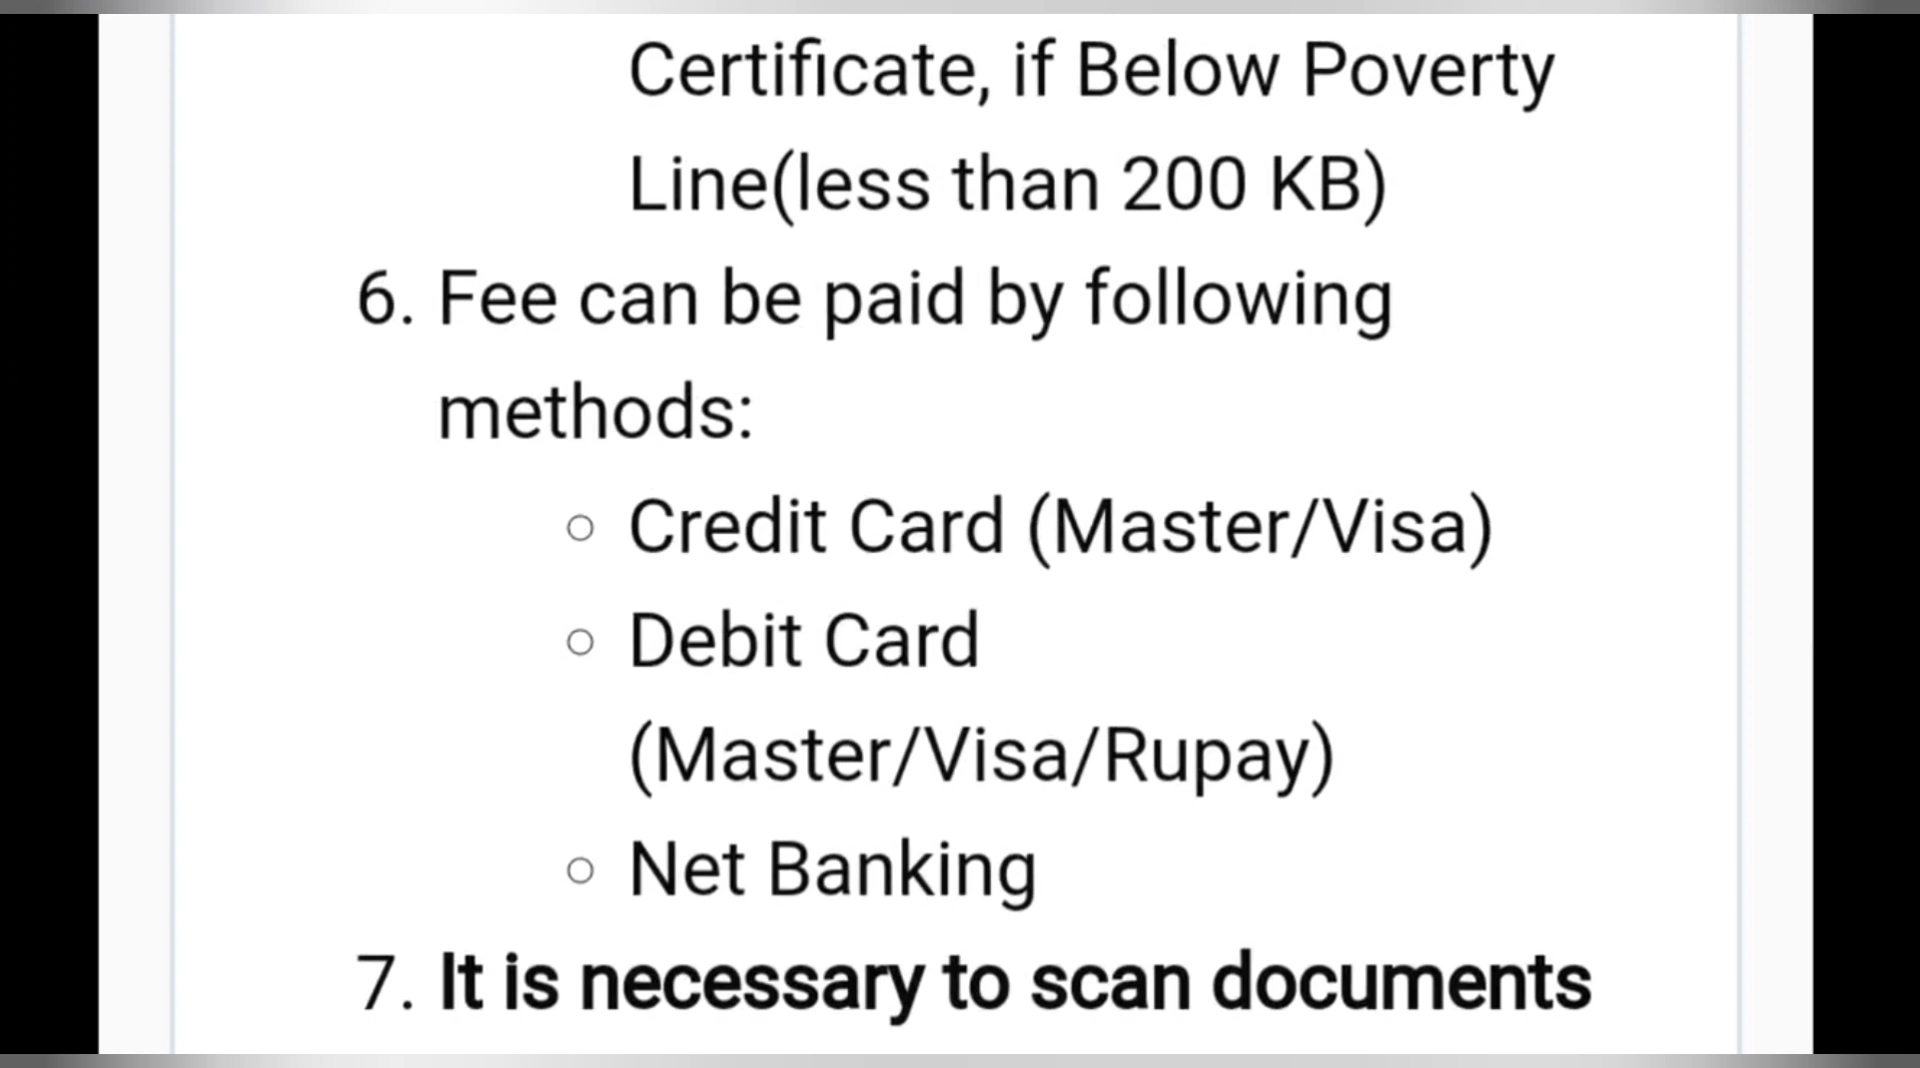 Certificate, if Below Poverty
Line(less than 200 KB)
6. Fee can be paid by following
methods:
○ Credit Card (Master/Visa)
○ Debit Card
(Master/Visa/Rupay)
○ Net Banking
7. It is necessary to scan documents